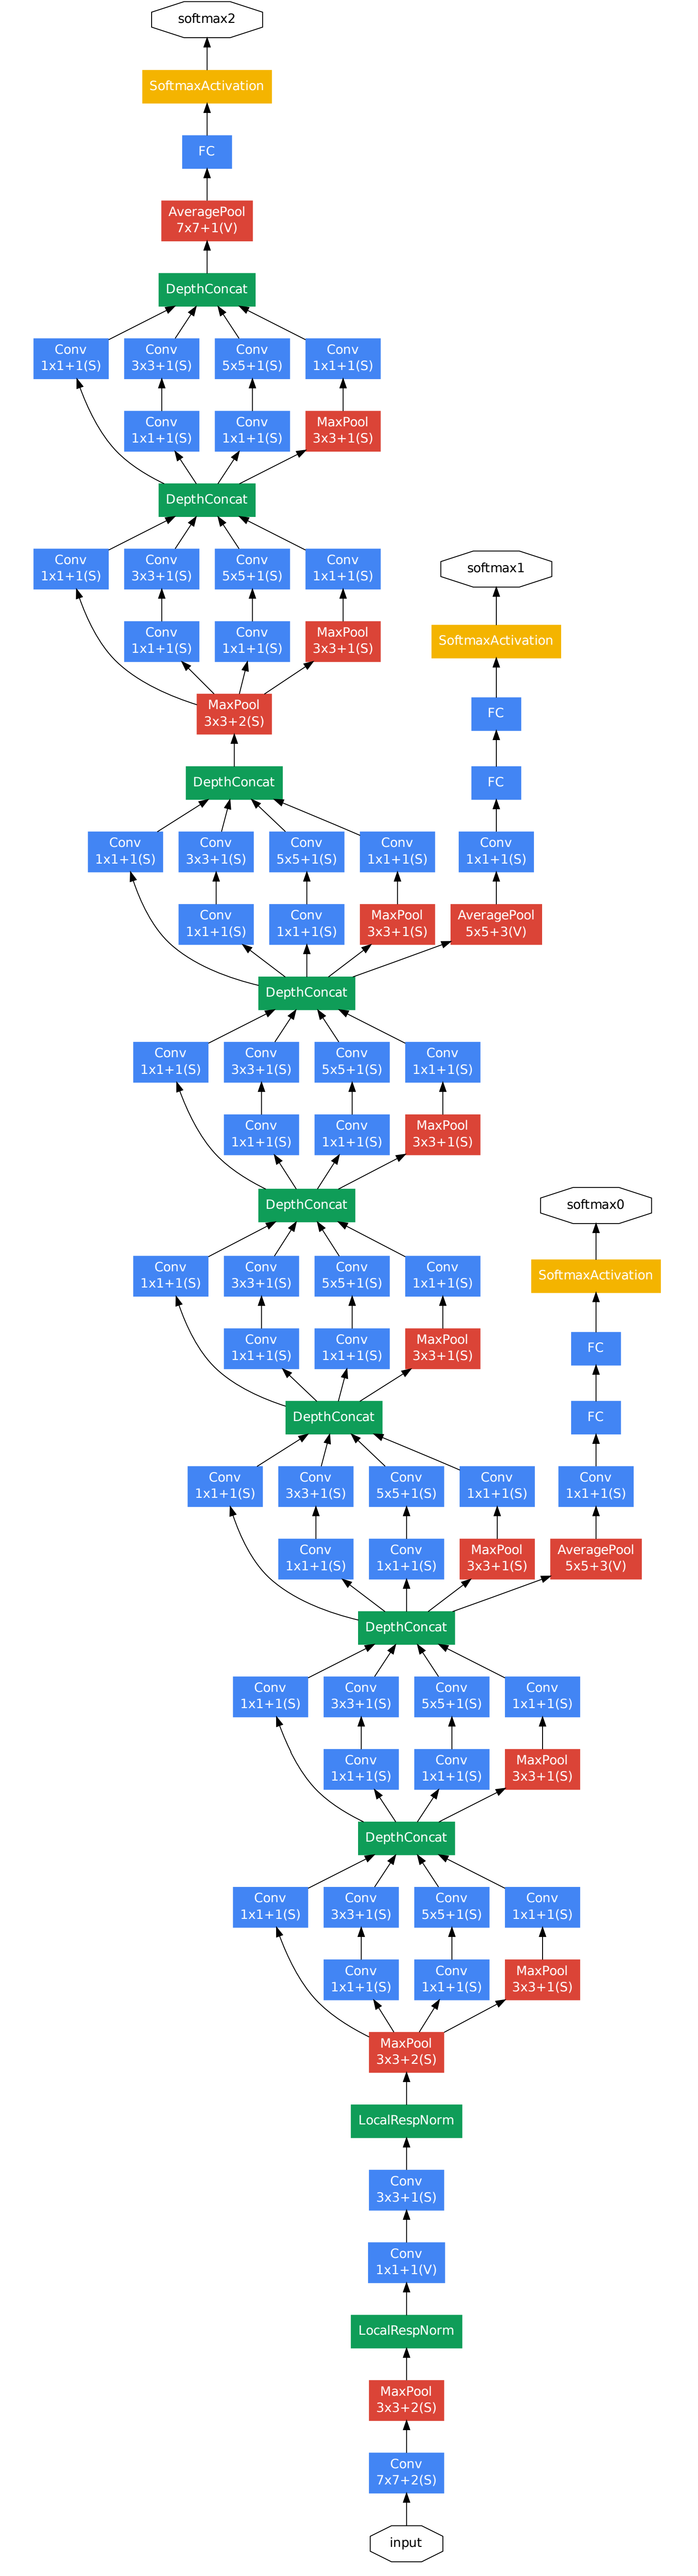 softmax2
SoftmaxActivation
FC
AveragePool
7x7+1(V)
DepthConcat
Conv
1x1+1(S)
Conv
3x3+1(S)
Conv
5x5+1(S)
Conv
1x1+1(S)
Conv
1x1+1(S)
Conv
1x1+1(S)
MaxPool
3x3+1(S)
DepthConcat
Conv
1x1+1(S)
Conv
3x3+1(S)
Conv
5x5+1(S)
Conv
1x1+1(S)
softmax1
Conv
1x1+1(S)
Conv
1x1+1(S)
MaxPool
3x3+1(S)
SoftmaxActivation
MaxPool
3x3+2(S)
FC
DepthConcat
FC
Conv
1x1+1(S)
Conv
3x3+1(S)
Conv
5x5+1(S)
Conv
1x1+1(S)
Conv
1x1+1(S)
Conv
1x1+1(S)
Conv
1x1+1(S)
MaxPool
3x3+1(S)
AveragePool
5x5+3(V)
DepthConcat
Conv
1x1+1(S)
Conv
3x3+1(S)
Conv
5x5+1(S)
Conv
1x1+1(S)
Conv
1x1+1(S)
Conv
1x1+1(S)
MaxPool
3x3+1(S)
DepthConcat
softmax0
Conv
1x1+1(S)
Conv
3x3+1(S)
Conv
5x5+1(S)
Conv
1x1+1(S)
SoftmaxActivation
Conv
1x1+1(S)
Conv
1x1+1(S)
MaxPool
3x3+1(S)
FC
DepthConcat
FC
Conv
1x1+1(S)
Conv
3x3+1(S)
Conv
5x5+1(S)
Conv
1x1+1(S)
Conv
1x1+1(S)
Conv
1x1+1(S)
Conv
1x1+1(S)
MaxPool
3x3+1(S)
AveragePool
5x5+3(V)
DepthConcat
Conv
1x1+1(S)
Conv
3x3+1(S)
Conv
5x5+1(S)
Conv
1x1+1(S)
Conv
1x1+1(S)
Conv
1x1+1(S)
MaxPool
3x3+1(S)
DepthConcat
Conv
1x1+1(S)
Conv
3x3+1(S)
Conv
5x5+1(S)
Conv
1x1+1(S)
Conv
1x1+1(S)
Conv
1x1+1(S)
MaxPool
3x3+1(S)
MaxPool
3x3+2(S)
LocalRespNorm
Conv
3x3+1(S)
Conv
1x1+1(V)
LocalRespNorm
MaxPool
3x3+2(S)
Conv
7x7+2(S)
input